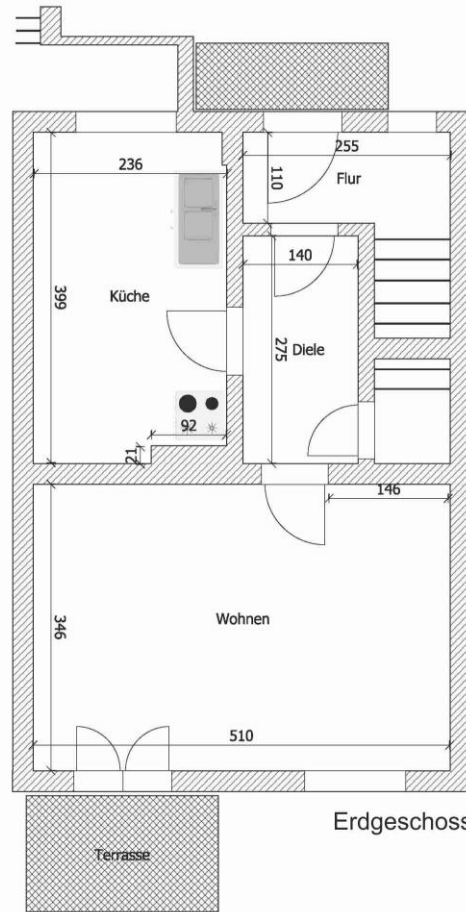 255
236
110
Flur
140
399
Küche
275
Diele
92
21
146
346
Wohnen
510
Erdgeschoss
Terrasse